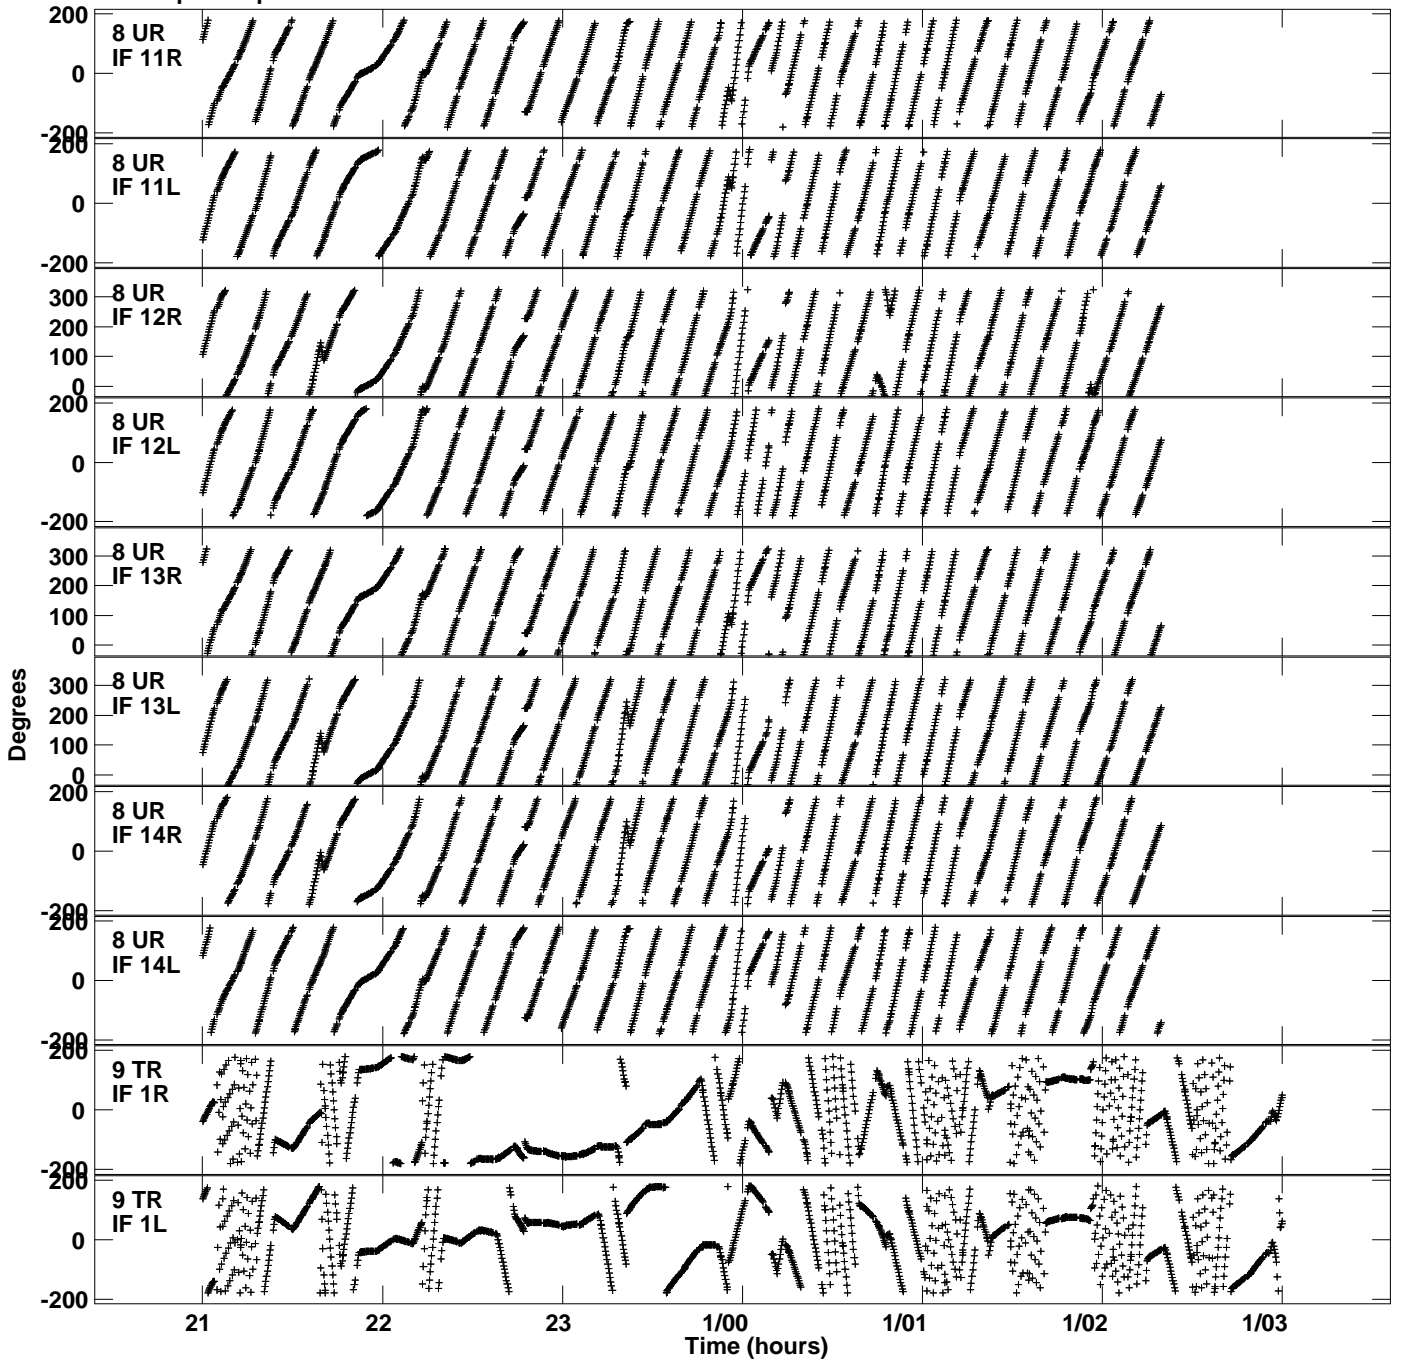 200
8 UR
IF 11R
0
-200
200
8 UR
IF 11L
0
-200
8 UR
IF 12R
300
200
100
0
200
8 UR
IF 12L
0
-200
8 UR
IF 13R
300
200
100
0
8 UR
IF 13L
300
200
100
0
200
8 UR
IF 14R
0
-200
200
8 UR
IF 14L
0
-200
200
9 TR
IF 1R
0
-200
200
9 TR
IF 1L
0
-200
Degrees
21 22 23 1/00 1/01 1/02 1/03
Time (hours)